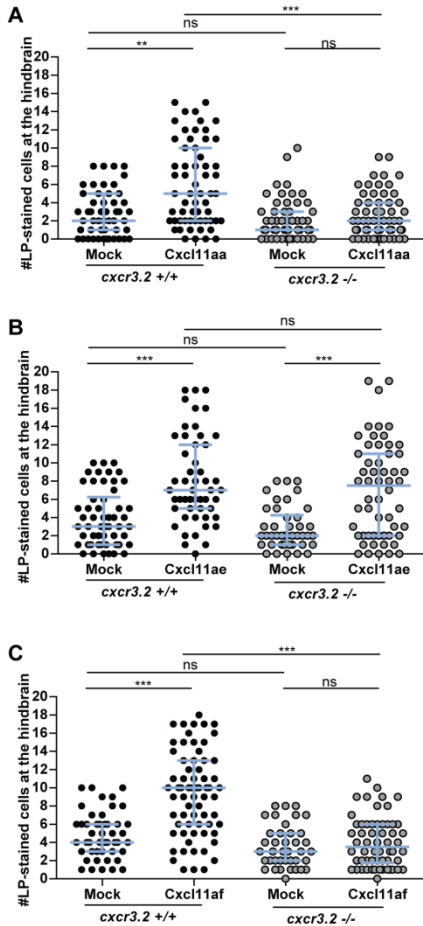 A
***
ns
**
ns
#LP-stained cells at the hindbrain
20
18
16
14
12
10
8
6
4
2
0
Mock
Cxcl11aa
Mock
Cxcl11aa
cxcr3.2 +/+
cxcr3.2 -/-
B
ns
ns
***
***
#LP-stained cells at the hindbrain
20
18
16
14
12
10
8
6
4
2
0
Mock
Cxcl11ae
Mock
Cxcl11ae
cxcr3.2 +/+
cxcr3.2 -/-
C
***
ns
***
ns
#LP-stained cells at the hindbrain
20
18
16
14
12
10
8
6
4
2
0
Mock
Cxcl11af
Mock
Cxcl11af
cxcr3.2 +/+
cxcr3.2 -/-